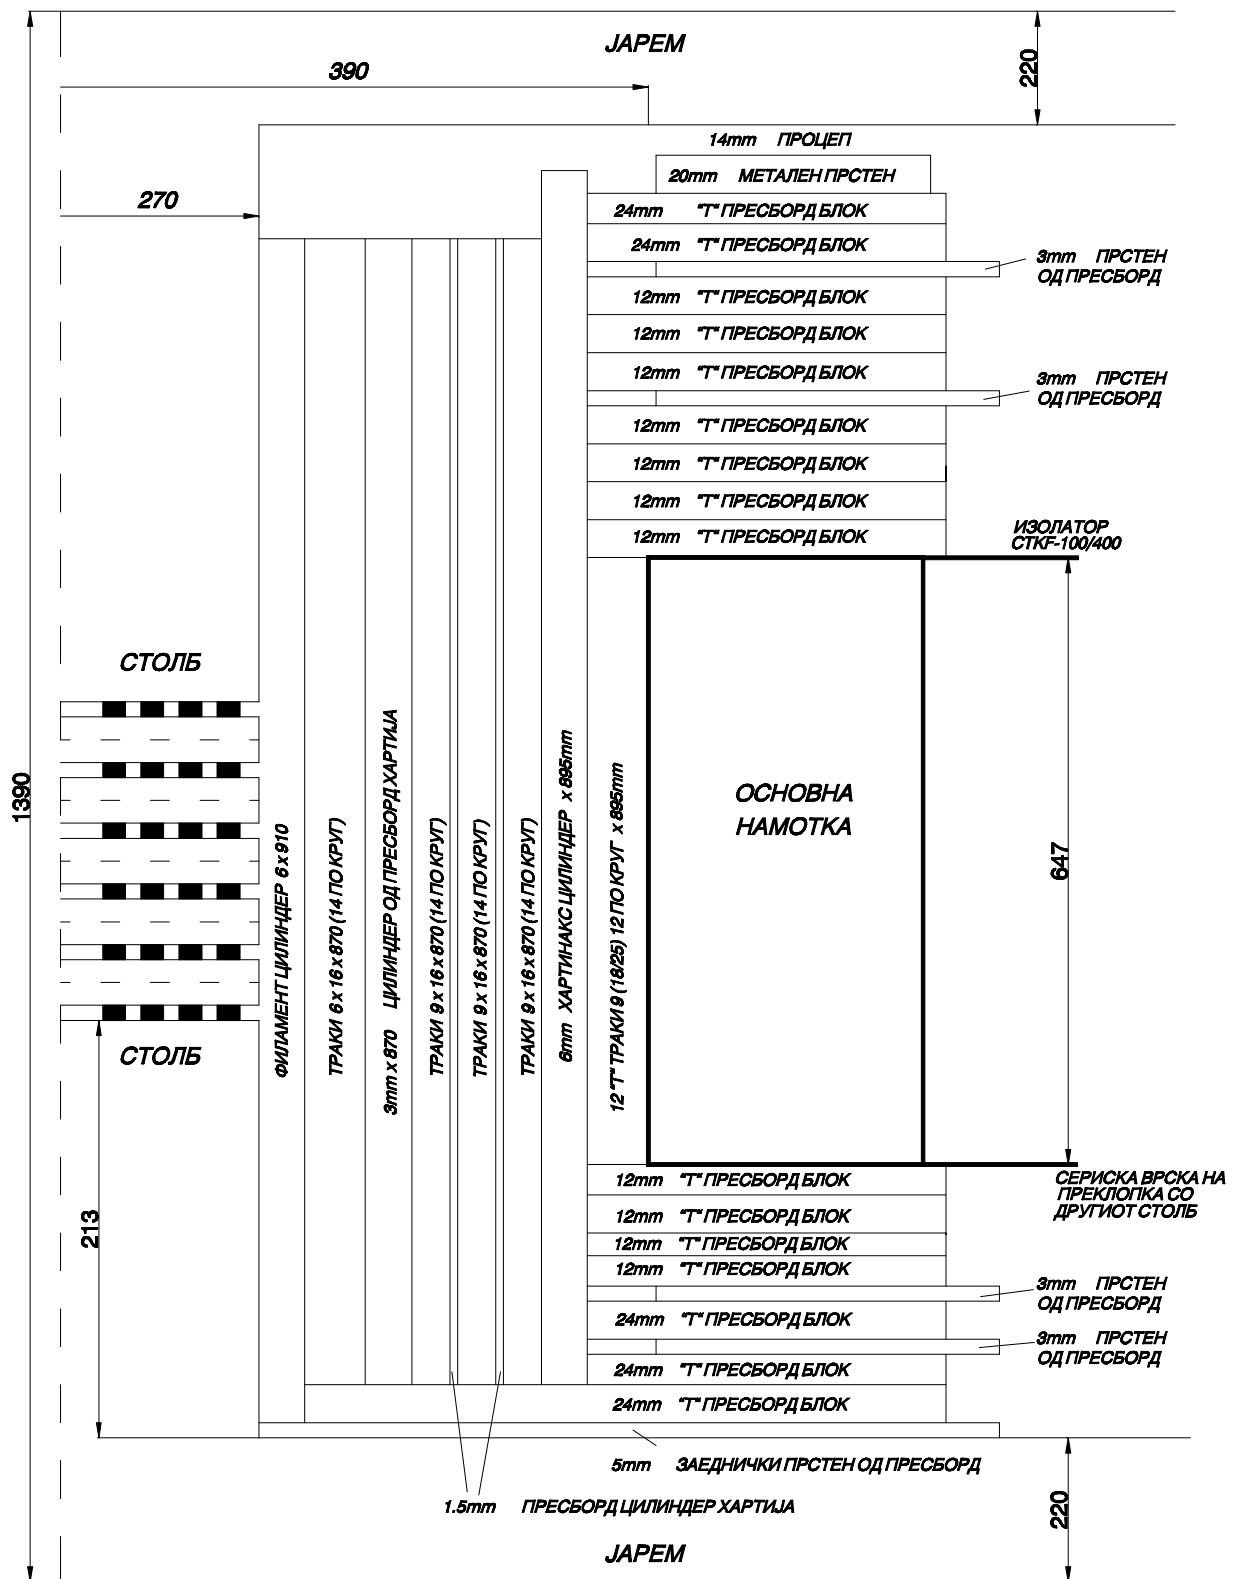 ЈАРЕМ
390
220
14mm ПРОЦЕП
20mm МЕТАЛЕН ПРСТЕН
270
24mm "Т" ПРЕСБОРД БЛОК
24mm "Т" ПРЕСБОРД БЛОК
3mm ПРСТЕН
ОД ПРЕСБОРД
12mm "Т" ПРЕСБОРД БЛОК
12mm "Т" ПРЕСБОРД БЛОК
12mm "Т" ПРЕСБОРД БЛОК
3mm ПРСТЕН
ОД ПРЕСБОРД
12mm "Т" ПРЕСБОРД БЛОК
12mm "Т" ПРЕСБОРД БЛОК
12mm "Т" ПРЕСБОРД БЛОК
12mm "Т" ПРЕСБОРД БЛОК
ИЗОЛАТОР
CTKF-100/400
СТОЛБ
1390
ФИЛАМЕНТ ЦИЛИНДЕР 6 x 910
ТРАКИ 6 x 16 x 870 (14 ПО КРУГ)
3mm x 870 ЦИЛИНДЕР ОД ПРЕСБОРД ХАРТИЈА
ТРАКИ 9 x 16 x 870 (14 ПО КРУГ)
ТРАКИ 9 x 16 x 870 (14 ПО КРУГ)
ТРАКИ 9 x 16 x 870 (14 ПО КРУГ)
6mm ХАРТИНАКС ЦИЛИНДЕР x 895mm
12 "Т" ТРАКИ 9 (18/25) 12 ПО КРУГ x 895mm
ОСНОВНА
НАМОТКА
647
СТОЛБ
213
12mm "Т" ПРЕСБОРД БЛОК
СЕРИСКА ВРСКА НА
ПРЕКЛОПКА СО
ДРУГИОТ СТОЛБ
12mm "Т" ПРЕСБОРД БЛОК
12mm "Т" ПРЕСБОРД БЛОК
12mm "Т" ПРЕСБОРД БЛОК
3mm ПРСТЕН
ОД ПРЕСБОРД
24mm "Т" ПРЕСБОРД БЛОК
3mm ПРСТЕН
ОД ПРЕСБОРД
24mm "Т" ПРЕСБОРД БЛОК
24mm "Т" ПРЕСБОРД БЛОК
5mm ЗАЕДНИЧКИ ПРСТЕН ОД ПРЕСБОРД
1.5mm ПРЕСБОРД ЦИЛИНДЕР ХАРТИЈА
220
ЈАРЕМ